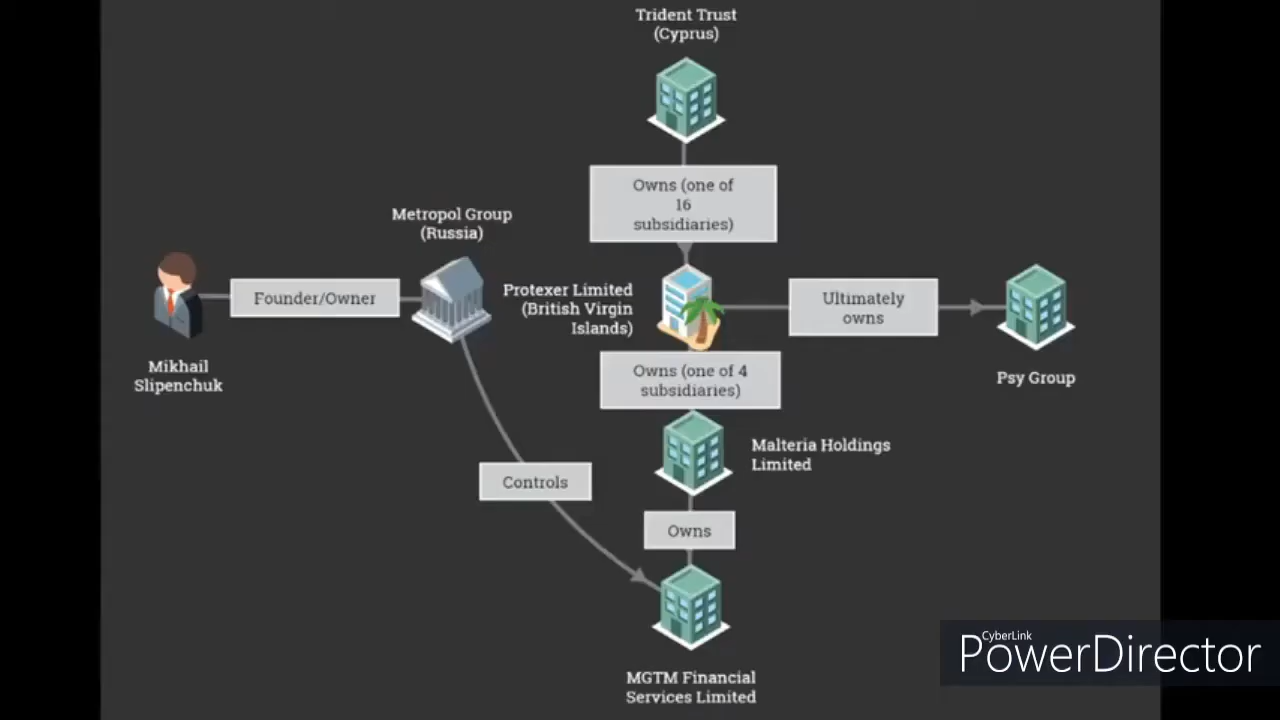 Trident Trust
(Cyprus)
Owns (one of
16
subsidiaries)
Metropol Group
(Russia)
Founder/Owner
Mikhail
Slipenchuk
Protexer Limited
(British Virgin
Islands)
Ultimately
owns
Psy Group
Owns (one of 4
subsidiaries)
Malteria Holdings
Limited
Controls
Owns
MGTM Financial
Services Limited
CyberLink
PowerDirector